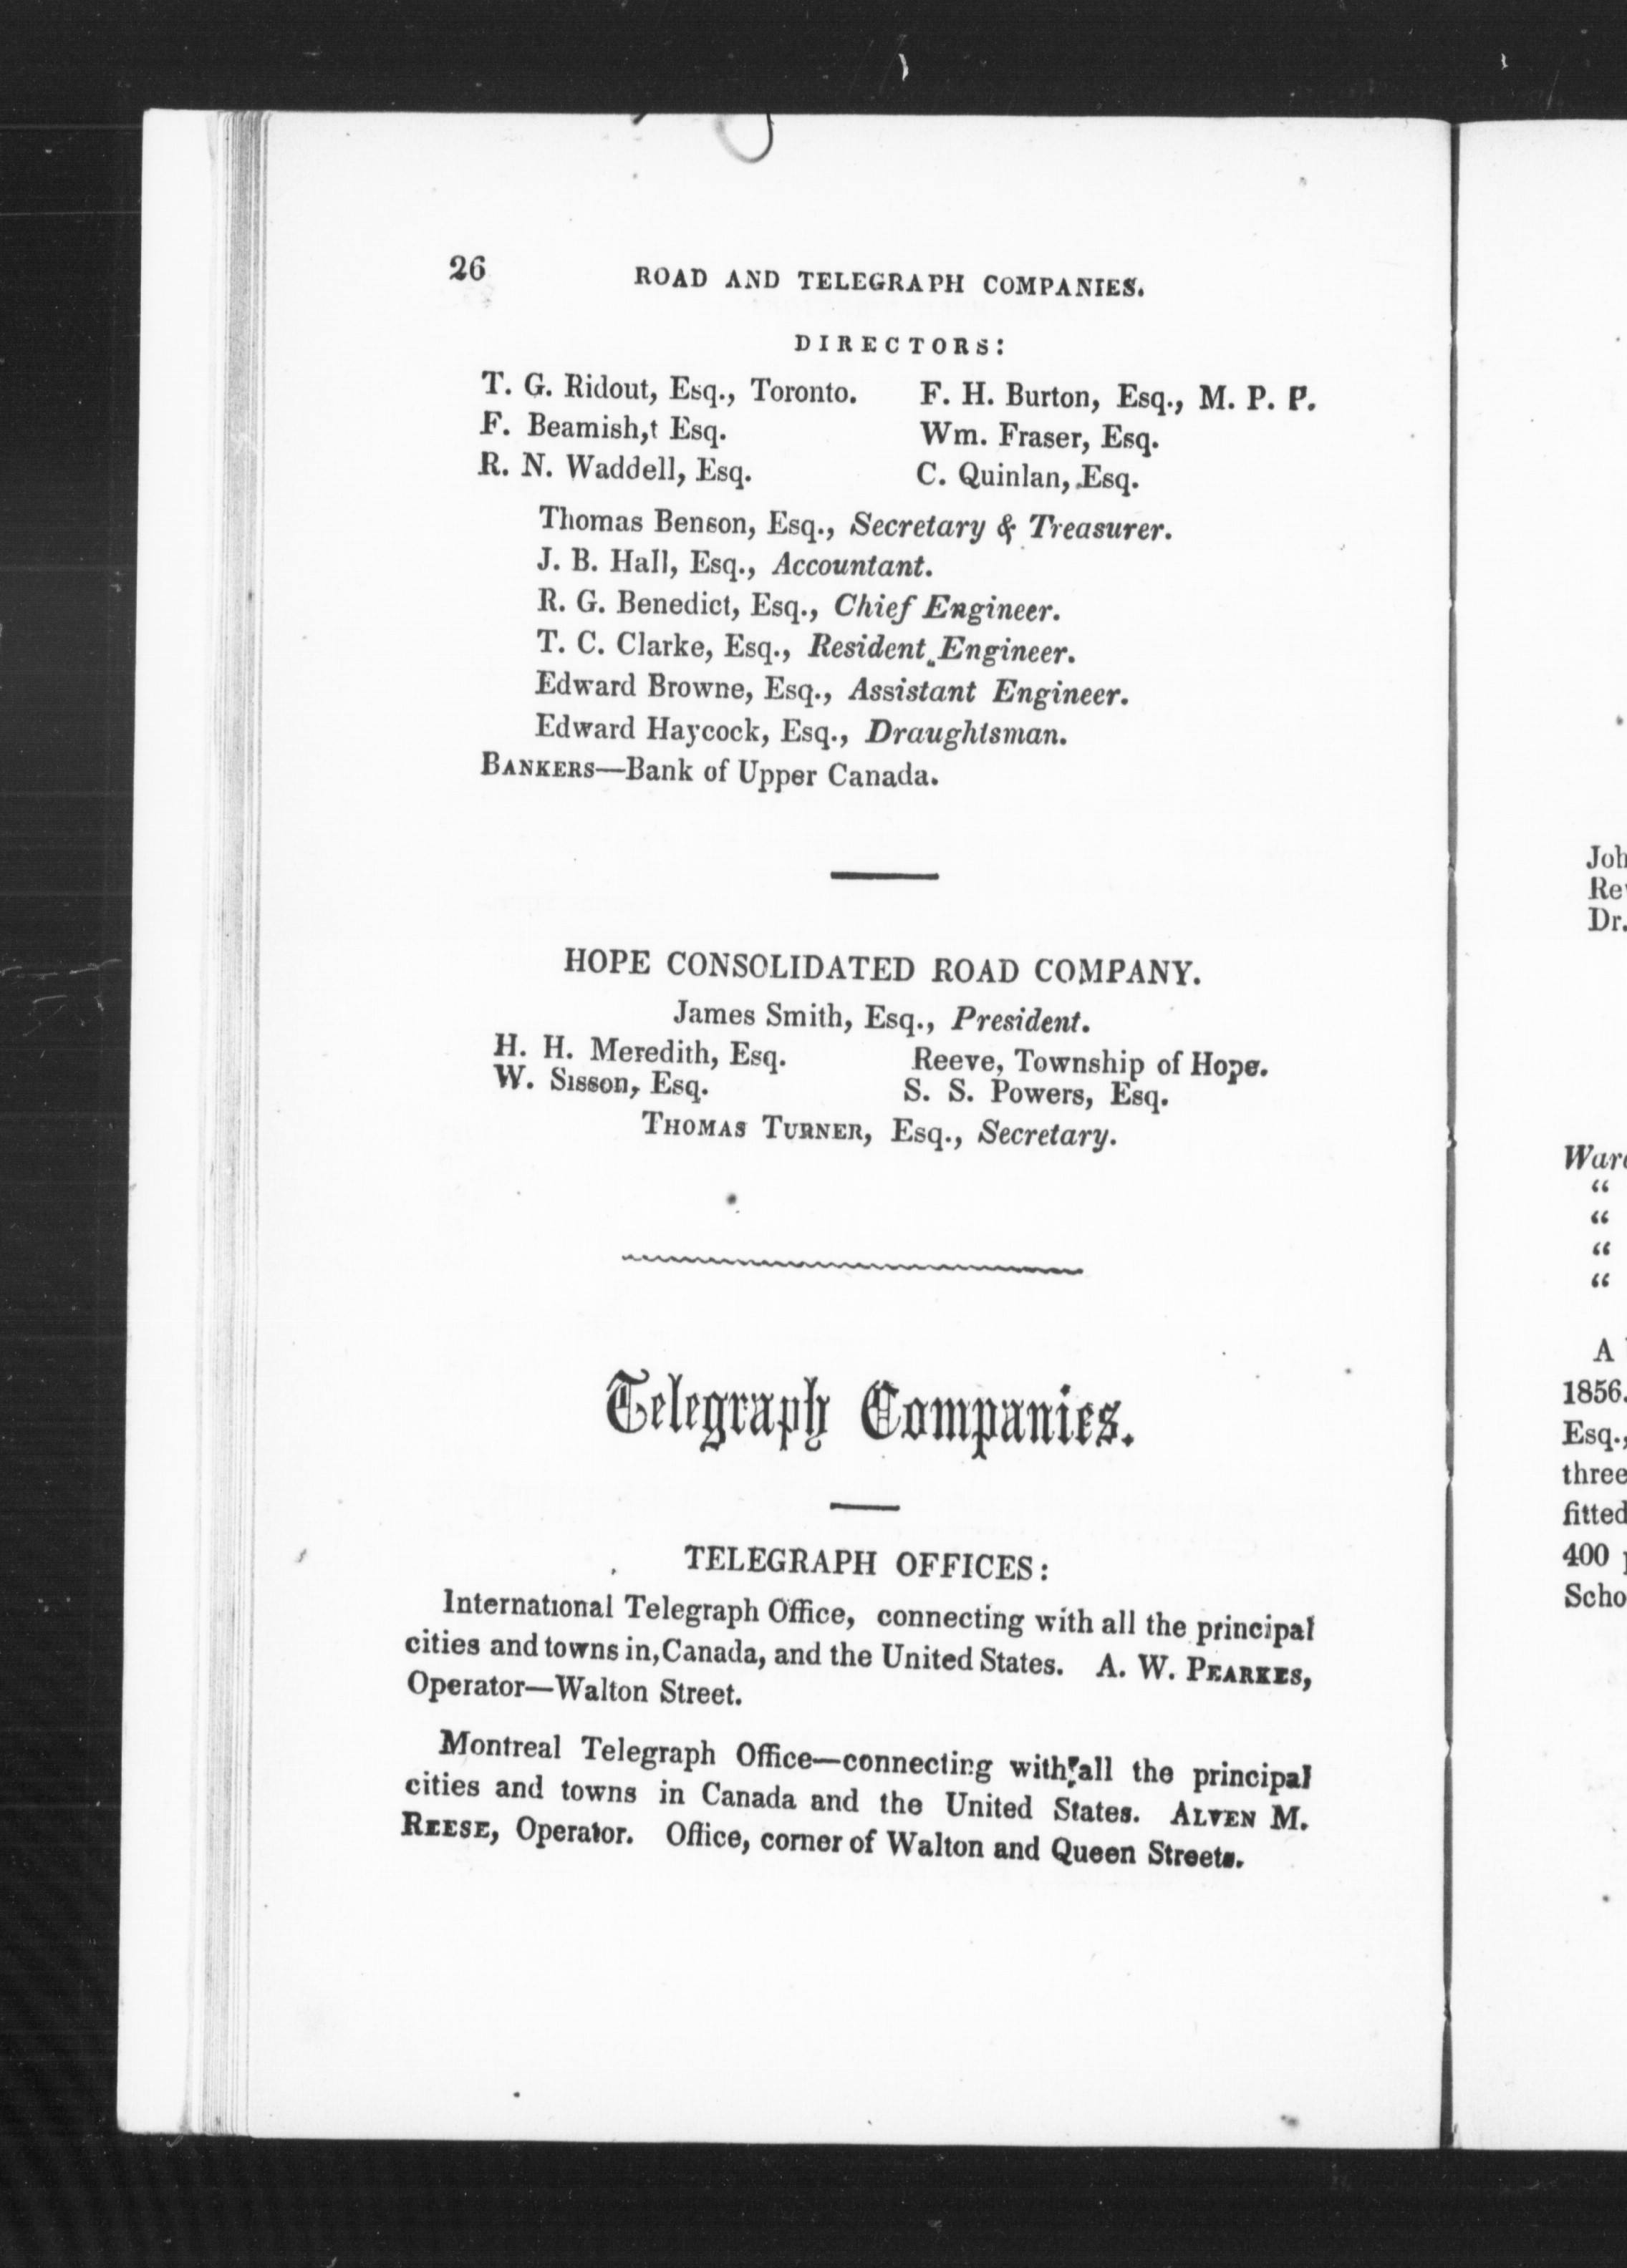 26 ROAD AND TELEGRAPH COMPANIES.
DIRECTORS:
T. G. Ridout, Esq., Toronto. F. H. Burton, Esq., M. P. P.
F. Beamish,t Esq. Wm. Fraser, Esq.
R. N. Waddell, Esq. C. Quinlan, Esq.
Thomas Benson, Esq., Secretary & Treasurer.
J. B. Hall, Esq., Accountant.
R. G. Benedict, Esq., Chief Engineer.
T. C. Clarke, Esq., Resident Engineer.
Edward Browne, Esq., Assistant Engineer.
Edward Haycock, Esq., Draughtsman.
BANKERS—Bank of Upper Canada.
HOPE CONSOLIDATED ROAD COMPANY.
James Smith, Esq., President.
H. H. Meredith, Esq. Reeve, Township of Hope.
W. Sisson, Esq. S. S. Powers, Esq.
THOMAS TURNER, Esq., Secretary.
Telegraph Companies.
TELEGRAPH OFFICES:
International Telegraph Office, connecting with all the principal
cities and towns in, Canada, and the United States. A. W. PEARKES,
Operator—Walton Street.
Montreal Telegraph Office—connecting with all the principal
cities and towns in Canada and the United States. ALVEN M.
REESE, Operator. Office, corner of Walton and Queen Streets.
Joh
Re
Dr.
War
"
"
"
"
A
1856.
Esq.,
three
fitted
400
Scho